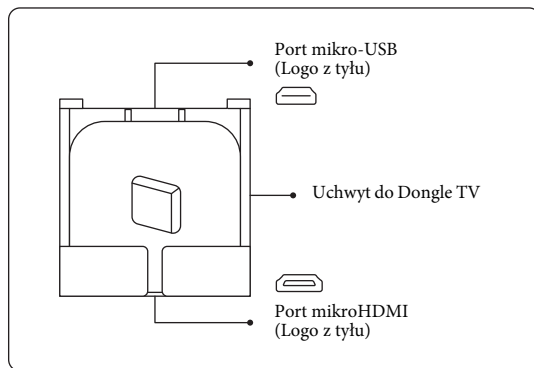 Port mikro-USB
(Logo z tyłu)
Uchwyt do Dongle TV
Port mikroHDMI
(Logo z tyłu)